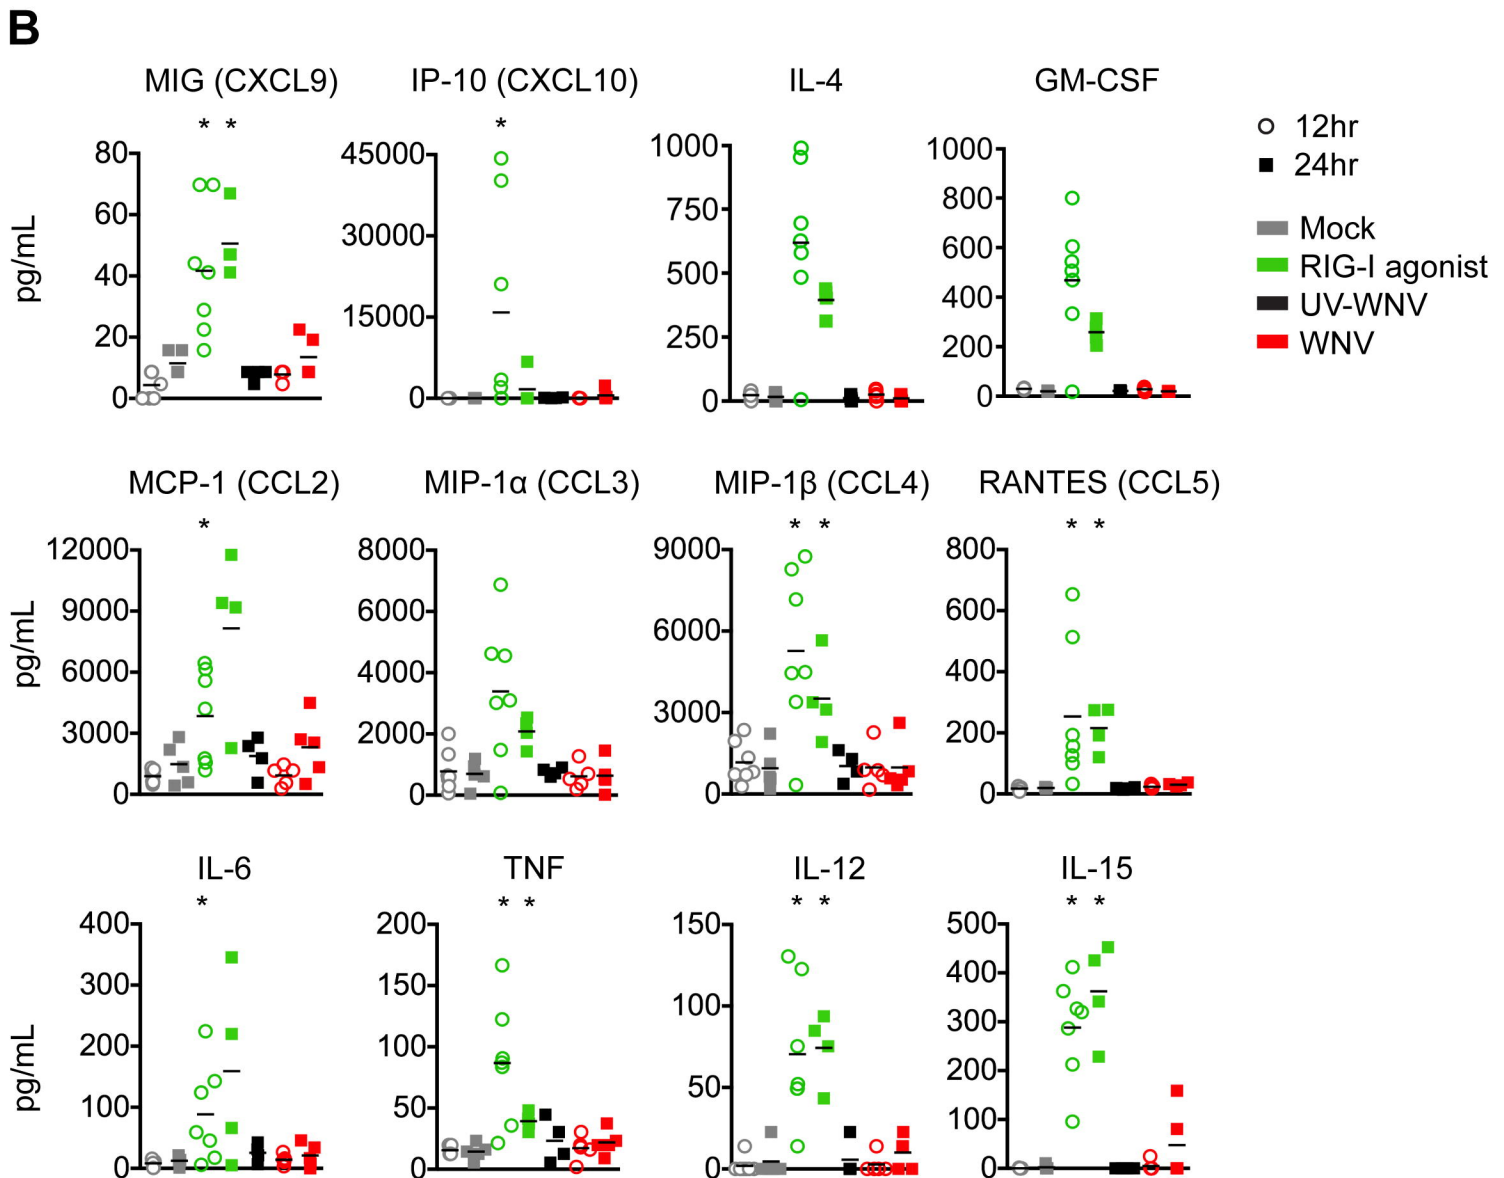 B
MIG (CXCL9) IP-10 (CXCL10) IL-4 GM-CSF
* * *
pg/mL
80 60 40 20 0
45000 30000 15000 0
1000 750 500 250 0
1000 800 600 400 200 0
12hr
24hr
Mock
RIG-I agonist
UV-WNV
WNV
MCP-1 (CCL2) MIP-1α (CCL3) MIP-1β (CCL4) RANTES (CCL5)
* * * * *
pg/mL
12000 9000 6000 3000 0
8000 6000 4000 2000 0
9000 6000 3000 0
800 600 400 200 0
IL-6 TNF IL-12 IL-15
* * * * * * *
pg/mL
400 300 200 100 0
200 150 100 50 0
150 100 50 0
500 400 300 200 100 0